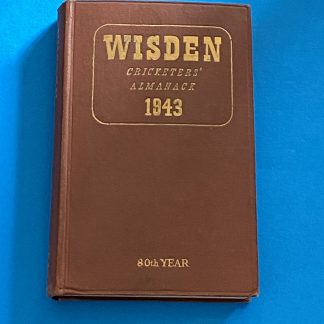 WISDEN
CRICKETERS'
ALMANACK
1943
80th YEAR